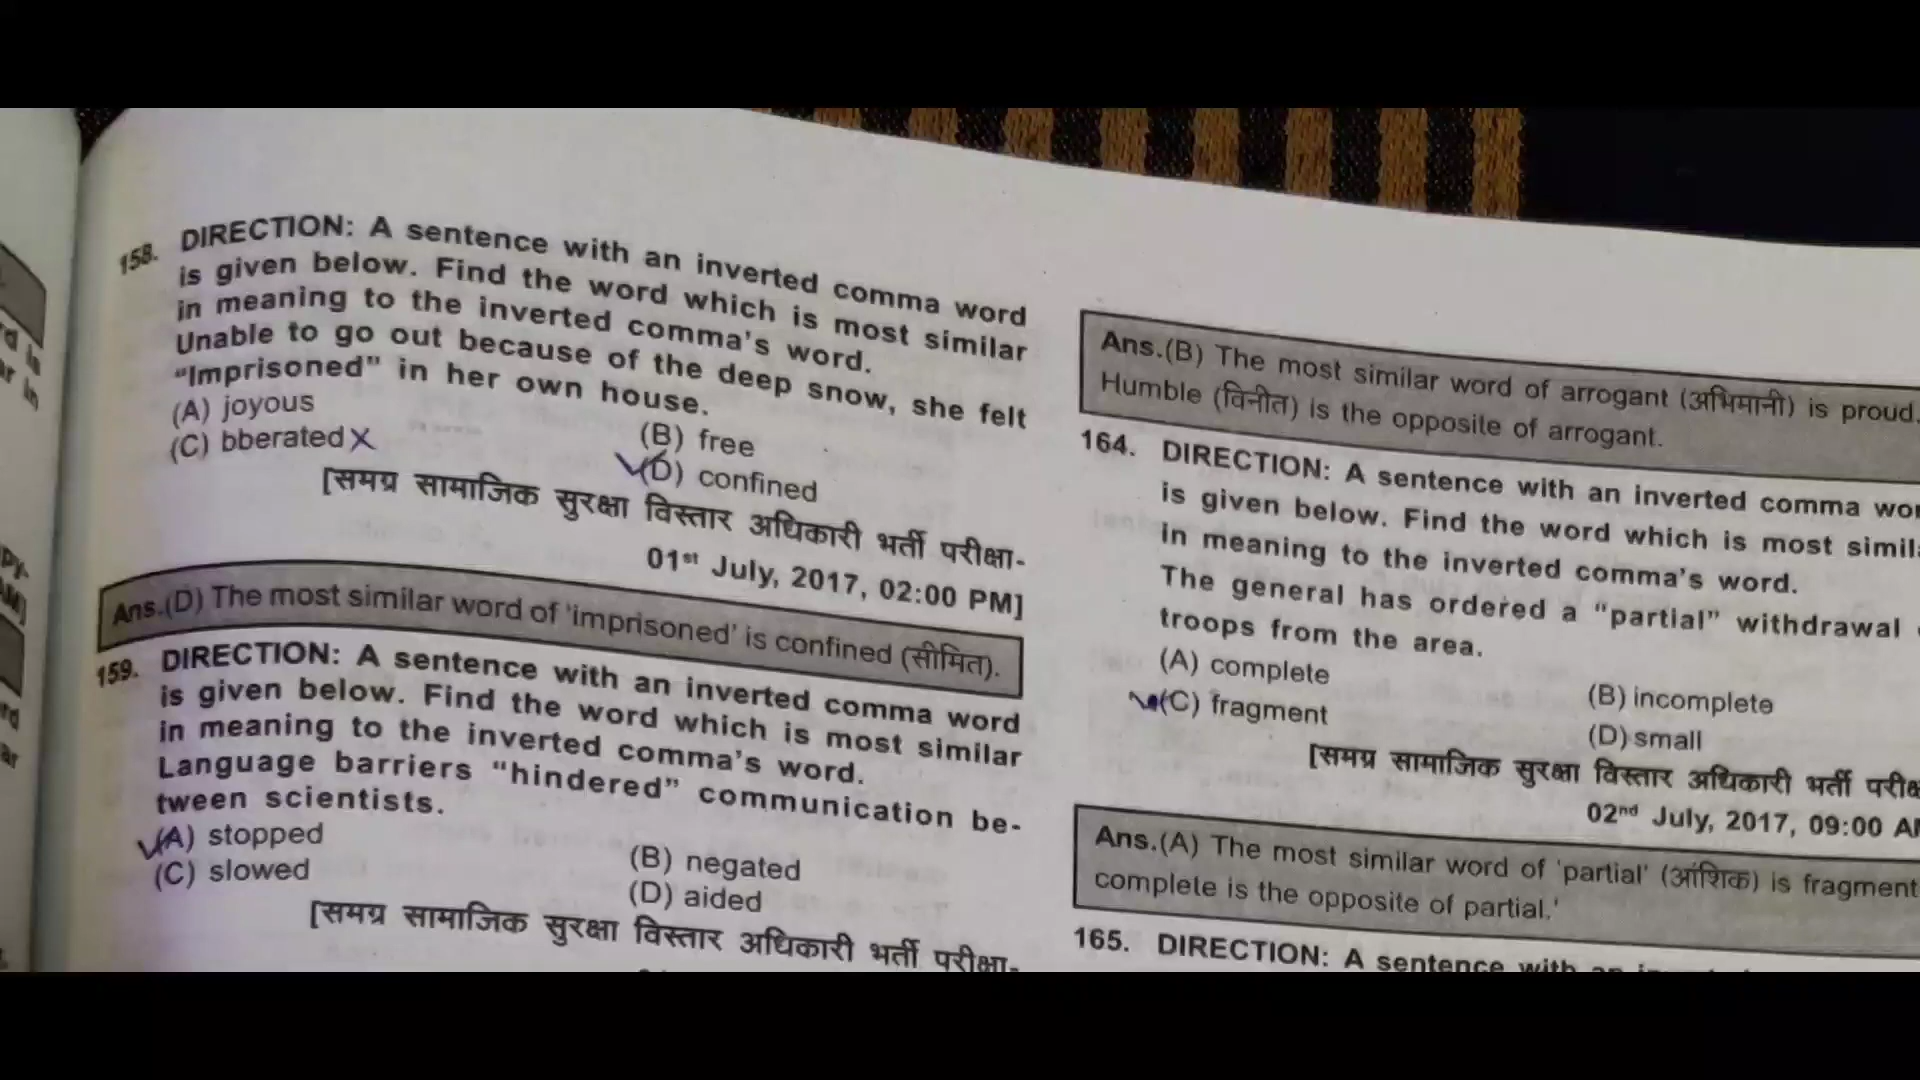 158. DIRECTION: A sentence with an inverted comma word
is given below. Find the word which is most similar
in meaning to the inverted comma's word.
Unable to go out because of the deep snow, she felt
"Imprisoned" in her own house.
(A) joyous
(B) free
(C) bberated
(D) confined
[समग्र सामाजिक सुरक्षा विस्तार अधिकारी भर्ती परीक्षा-
01st July, 2017, 02:00 PM]
Ans.(D) The most similar word of 'imprisoned' is confined (सीमित).
159. DIRECTION: A sentence with an inverted comma word
is given below. Find the word which is most similar
in meaning to the inverted comma's word.
Language barriers "hindered" communication be-
tween scientists.
(A) stopped
(B) negated
(C) slowed
(D) aided
[समग्र सामाजिक सुरक्षा विस्तार अधिकारी भर्ती परीक्षा-
Ans.(B) The most similar word of arrogant (अभिमानी) is proud.
Humble (विनीत) is the opposite of arrogant.
164. DIRECTION: A sentence with an inverted comma wor
is given below. Find the word which is most simil
in meaning to the inverted comma's word.
The general has ordered a "partial" withdrawal
troops from the area.
(A) complete
(B) incomplete
(C) fragment
(D) small
[समग्र सामाजिक सुरक्षा विस्तार अधिकारी भर्ती
02nd July, 2017, 09:00
Ans.(A) The most similar word of 'partial' (आंशिक) is fragment
complete is the opposite of partial.'
165. DIRECTION: A sentence with an